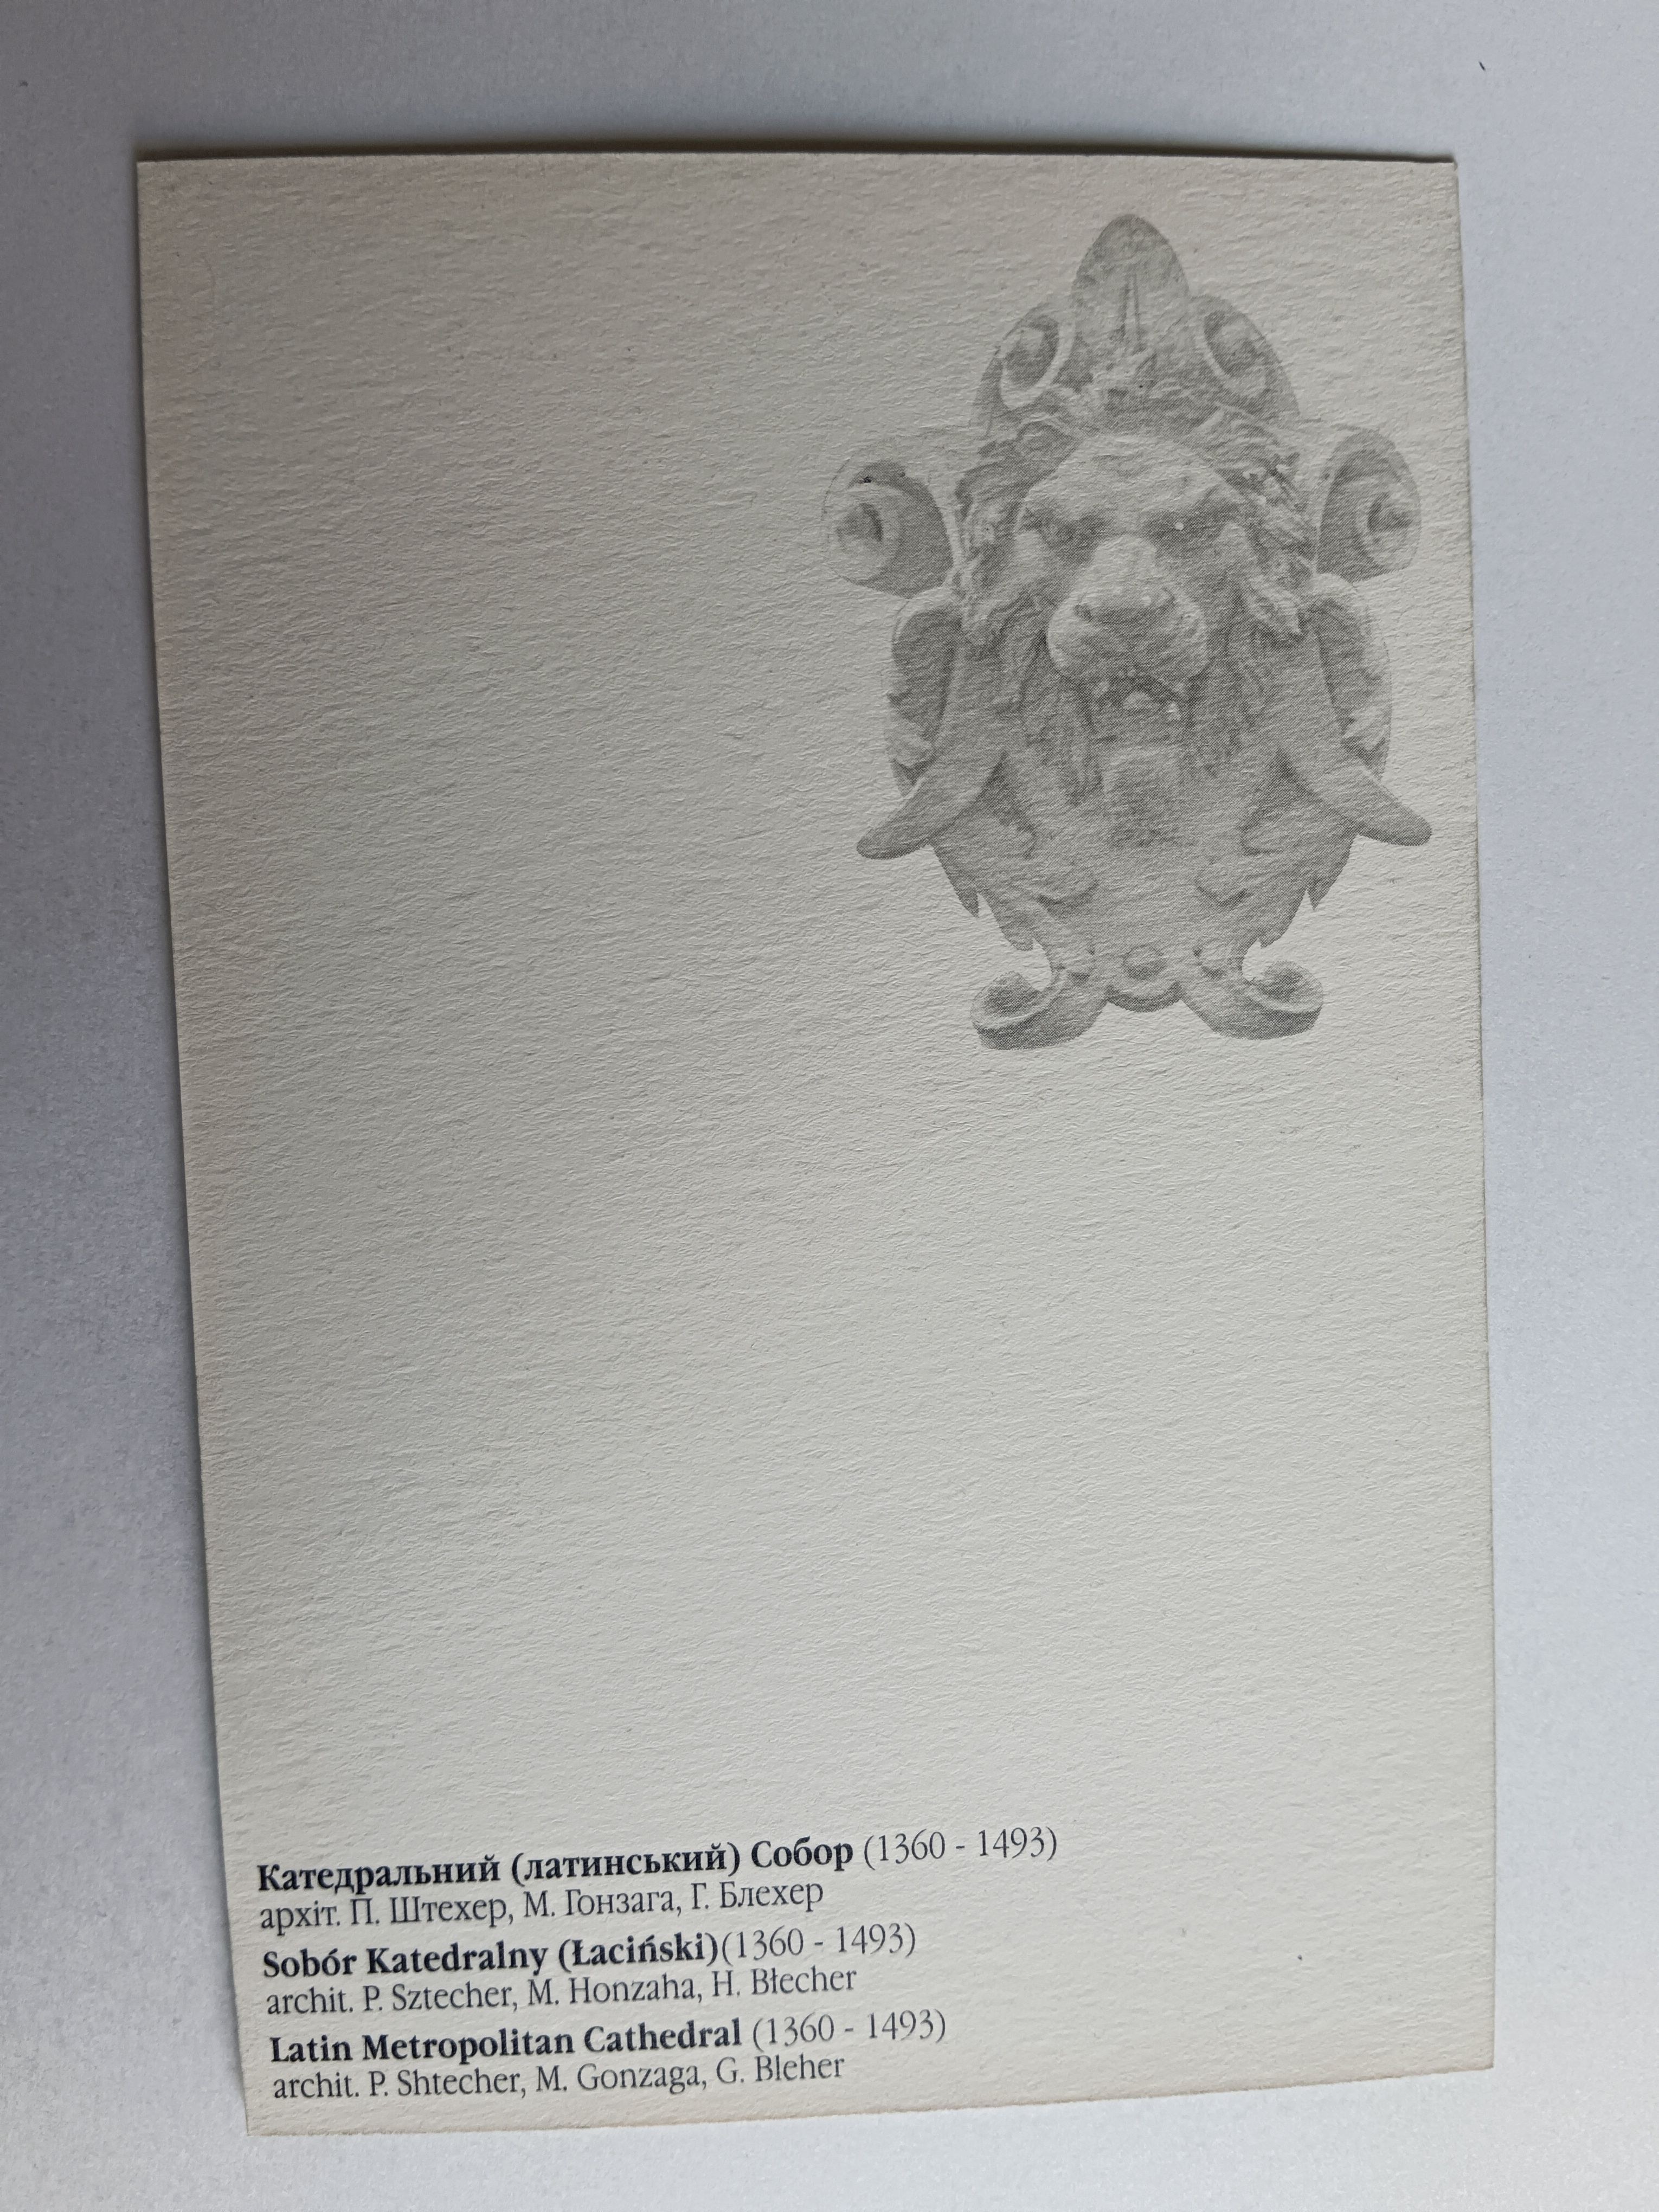 Катедральний (латинський) Собор (1360 - 1493)
архіт. П. Штехер, М. Гонзага, Г. Блехер
Sobór Katedralny (Łaciński)(1360 - 1493)
archit. P. Sztecher, M. Honzaha, H. Błecher
Latin Metropolitan Cathedral (1360 - 1493)
archit. P. Shtecher, M. Gonzaga, G. Bleher